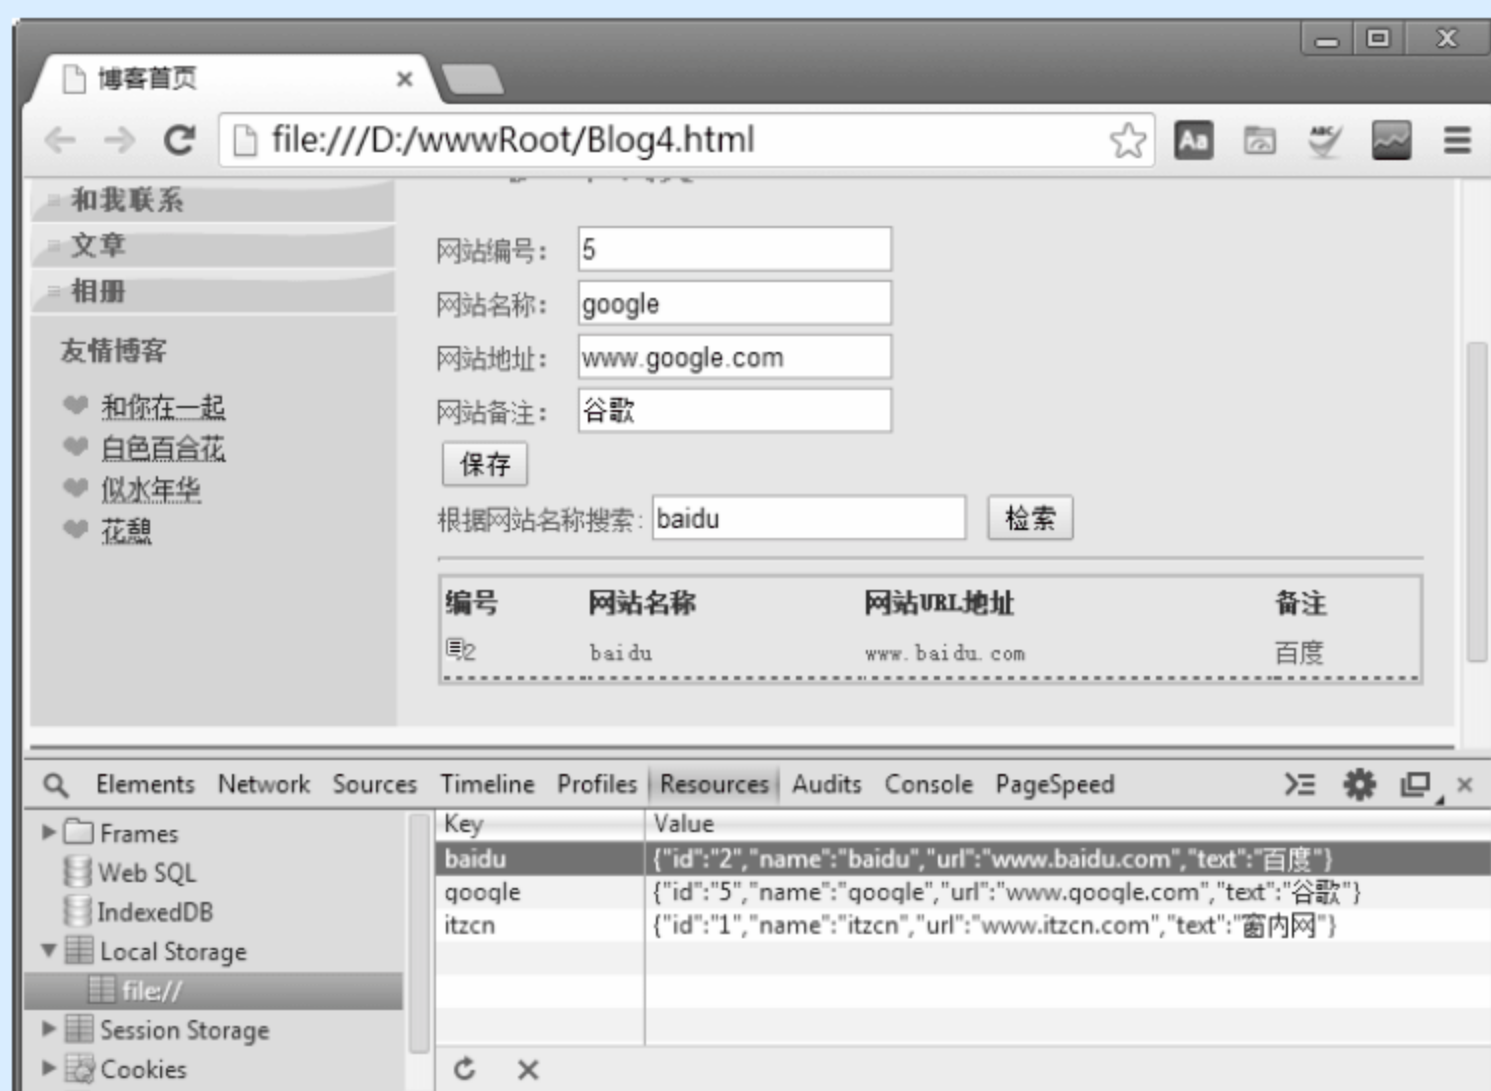 博客首页
file:///D:/wwwRoot/Blog4.html
Aa
ABC
和我联系
文章
相册
友情博客
和你在一起
白色百合花
似水年华
花憩
网站编号: 5
网站名称: google
网站地址: www.google.com
网站备注: 谷歌
保存
根据网站名称搜索: baidu 检索
编号 网站名称 网站URL地址 备注
2 baidu www.baidu.com 百度
Elements Network Sources Timeline Profiles Resources Audits Console PageSpeed
Frames
Web SQL
IndexedDB
Local Storage
file://
Session Storage
Cookies
Key Value
baidu {"id":"2","name":"baidu","url":"www.baidu.com","text":"百度"}
google {"id":"5","name":"google","url":"www.google.com","text":"谷歌"}
itzcn {"id":"1","name":"itzcn","url":"www.itzcn.com","text":"窗内网"}